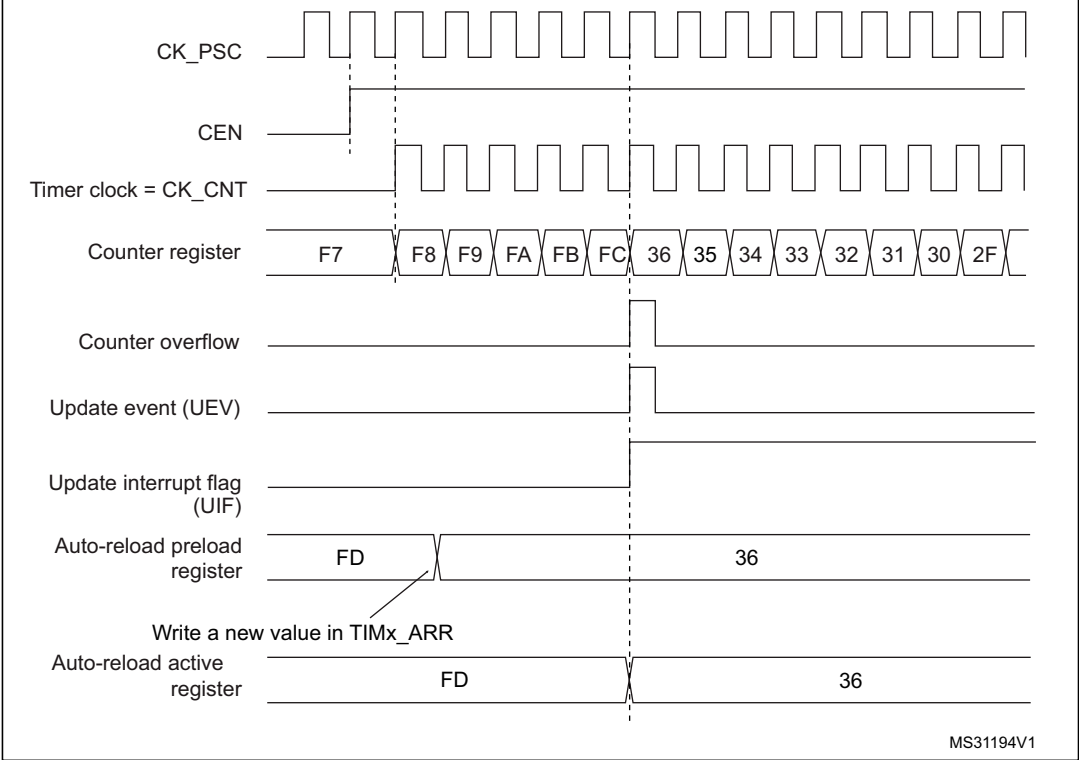 CK_PSC
CEN
Timer clock = CK_CNT
Counter register
F7 F8 F9 FA FB FC 36 35 34 33 32 31 30 2F
Counter overflow
Update event (UEV)
Update interrupt flag
(UIF)
Auto-reload preload
register
FD 36
Write a new value in TIMx_ARR
Auto-reload active
register
FD 36
MS31194V1